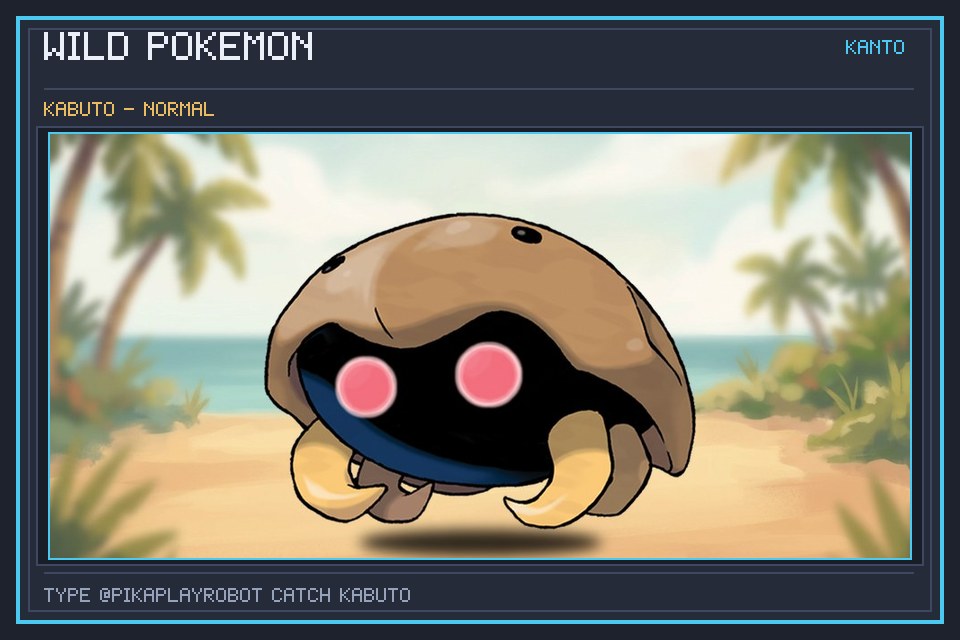 WILD POKEMON
KANTO
KABUTO - NORMAL
TYPE @PIKAPLAYROBOT CATCH KABUTO